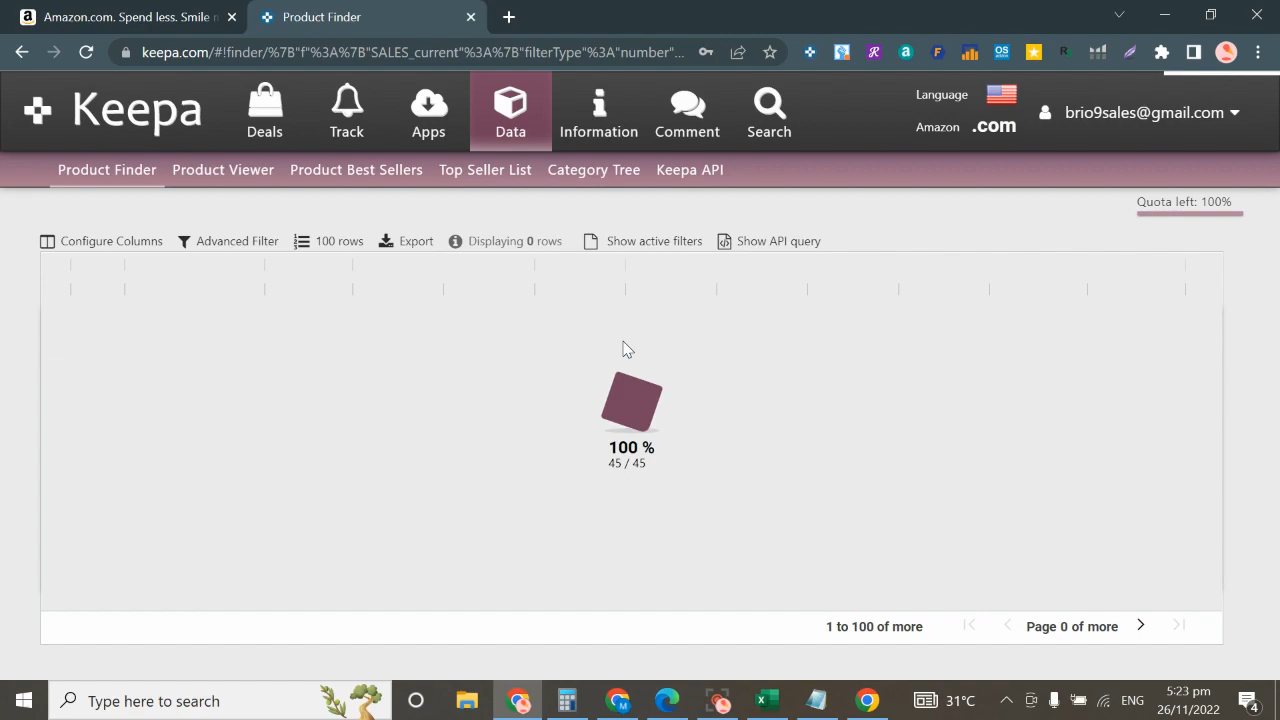 Amazon.com. Spend less. Smile
Product Finder
keepa.com/#!finder/%7B"f"%3A%7B"SALES_current"%3A%7B"filterType"%3A"number"...
Keepa
Deals
Track
Apps
Data
Information
Comment
Search
Language
Amazon .com
brio9sales@gmail.com
Product Finder
Product Viewer
Product Best Sellers
Top Seller List
Category Tree
Keepa API
Quota left: 100%
Configure Columns
Advanced Filter
100 rows
Export
Displaying 0 rows
Show active filters
Show API query
100 %
45 / 45
1 to 100 of more
Page 0 of more
Type here to search
31°C
ENG
5:23 pm
26/11/2022
4